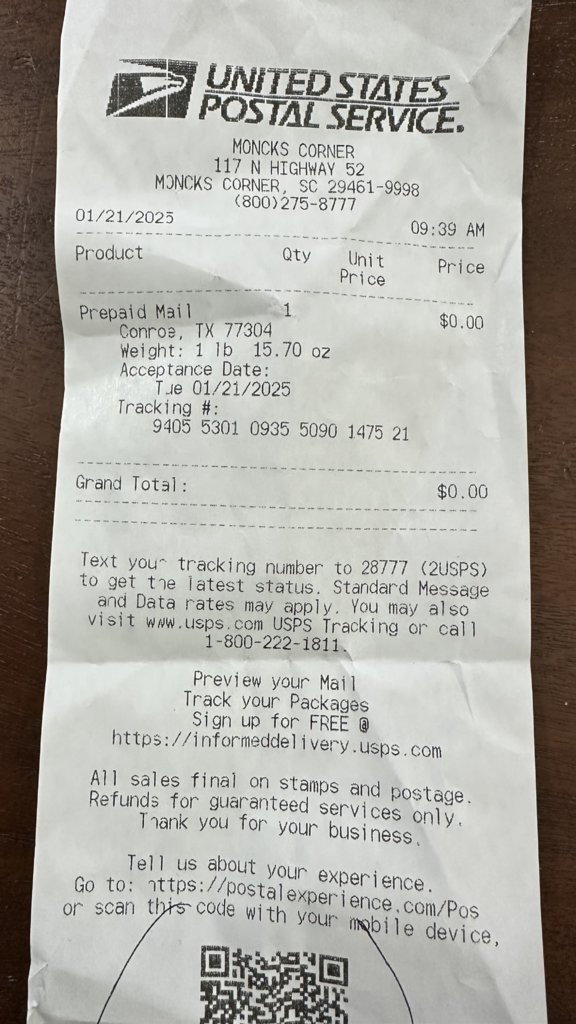 UNITED STATES
POSTAL SERVICE.
MONCKS CORNER
117 N HIGHWAY 52
MONCKS CORNER, SC 29461-9998
(800)275-8777
01/21/2025 09:39 AM
Product Qty Unit Price Price
Prepaid Mail 1 $0.00
Conroe, TX 77304
Weight: 1 lb 15.70 oz
Acceptance Date:
Tue 01/21/2025
Tracking #:
9405 5301 0935 5090 1475 21
Grand Total: $0.00
Text your tracking number to 28777 (2USPS)
to get the latest status. Standard Message
and Data rates may apply. You may also
visit www.usps.com USPS Tracking or call
1-800-222-1811.
Preview your Mail
Track your Packages
Sign up for FREE @
https://informeddelivery.usps.com
All sales final on stamps and postage.
Refunds for guaranteed services only.
Thank you for your business.
Tell us about your experience.
Go to: https://postalexperience.com/Pos
or scan this code with your mobile device,